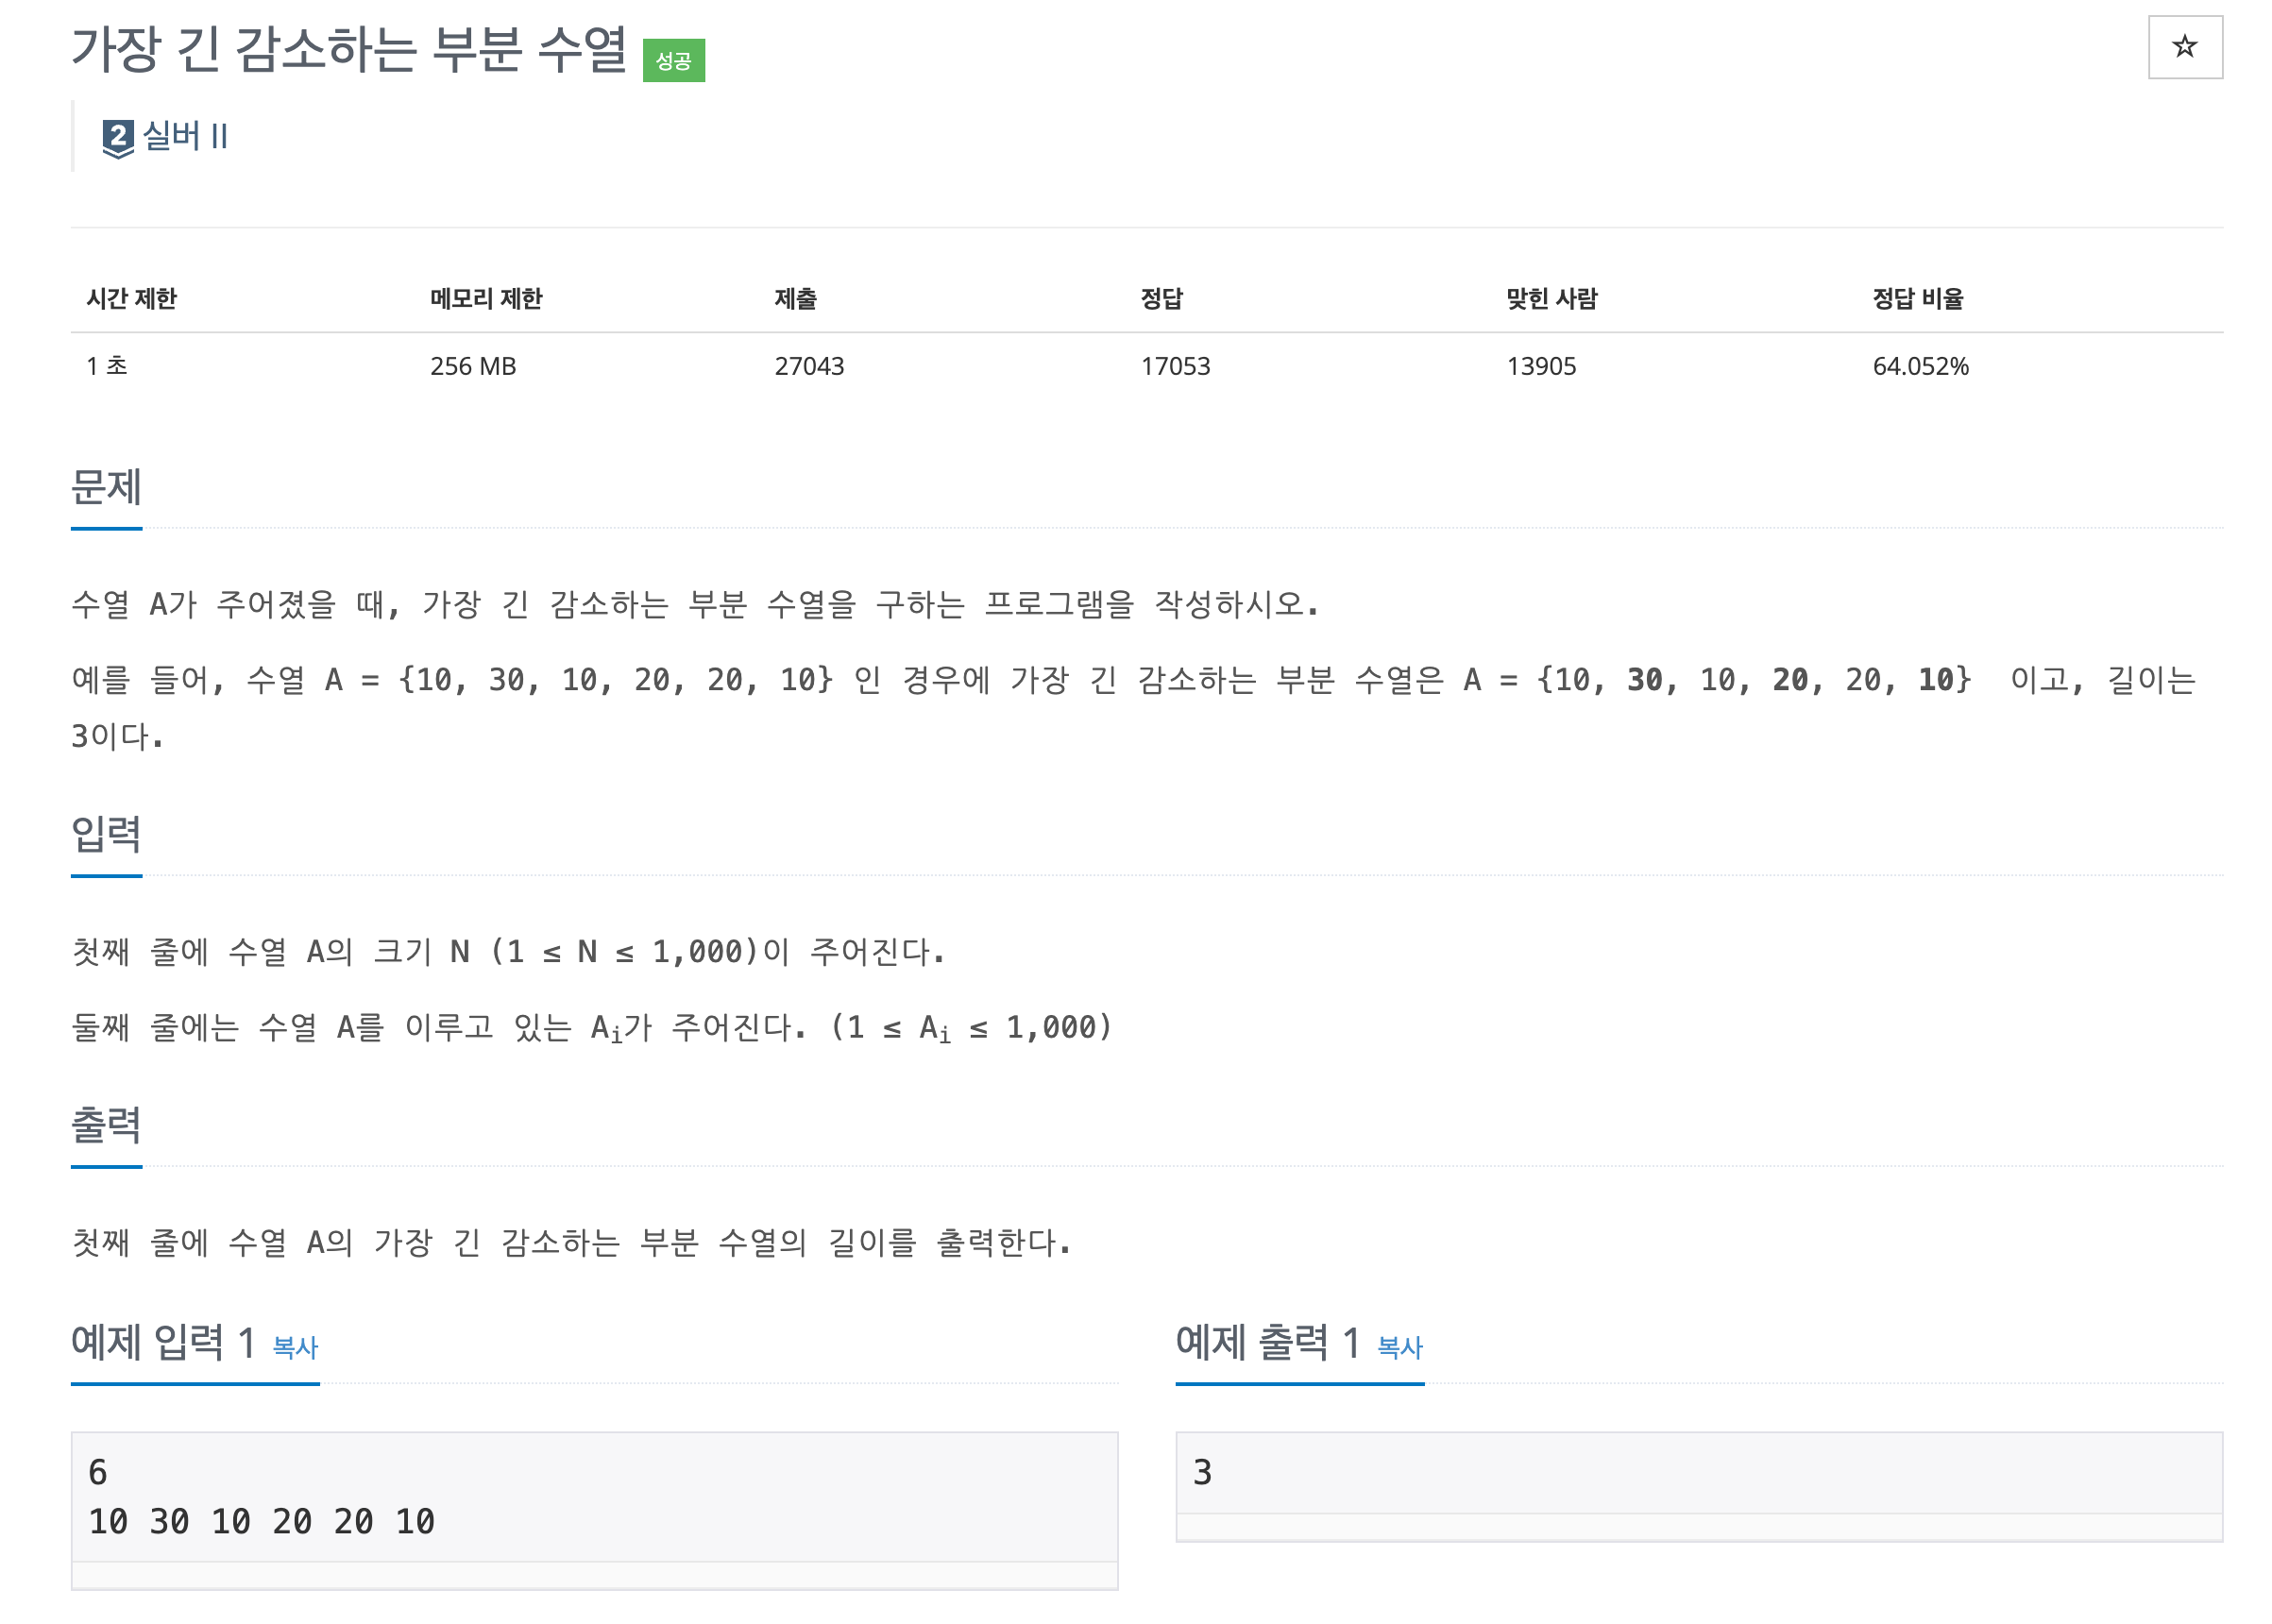 가장 긴 감소하는 부분 수열 성공
☆
2 실버 II
시간 제한 메모리 제한 제출 정답 맞힌 사람 정답 비율
1 초 256 MB 27043 17053 13905 64.052%
문제
수열 A가 주어졌을 때, 가장 긴 감소하는 부분 수열을 구하는 프로그램을 작성하시오.
예를 들어, 수열 A = {10, 30, 10, 20, 20, 10} 인 경우에 가장 긴 감소하는 부분 수열은 A = {10, 30, 10, 20, 20, 10} 이고, 길이는
3이다.
입력
첫째 줄에 수열 A의 크기 N (1 ≤ N ≤ 1,000)이 주어진다.
둘째 줄에는 수열 A를 이루고 있는 Ai가 주어진다. (1 ≤ Ai ≤ 1,000)
출력
첫째 줄에 수열 A의 가장 긴 감소하는 부분 수열의 길이를 출력한다.
예제 입력 1 복사
6
10 30 10 20 20 10
예제 출력 1 복사
3